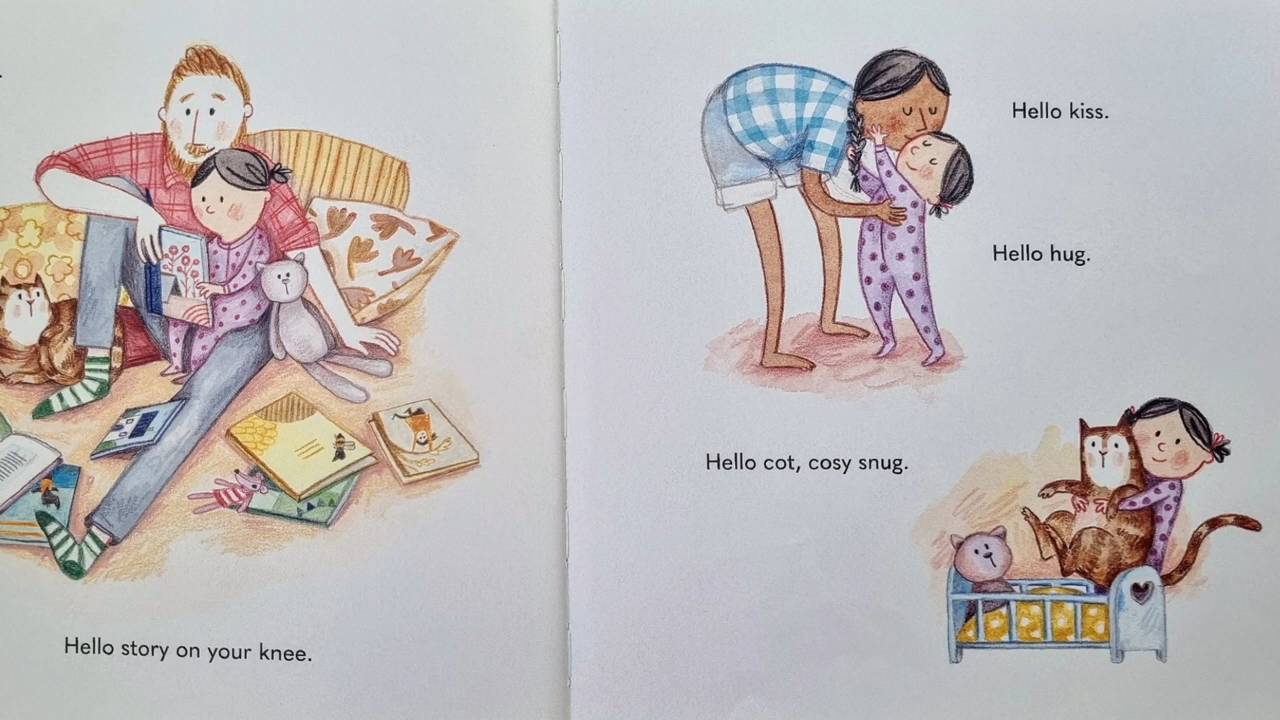 Hello story on your knee.
Hello kiss.
Hello hug.
Hello cot, cosy snug.